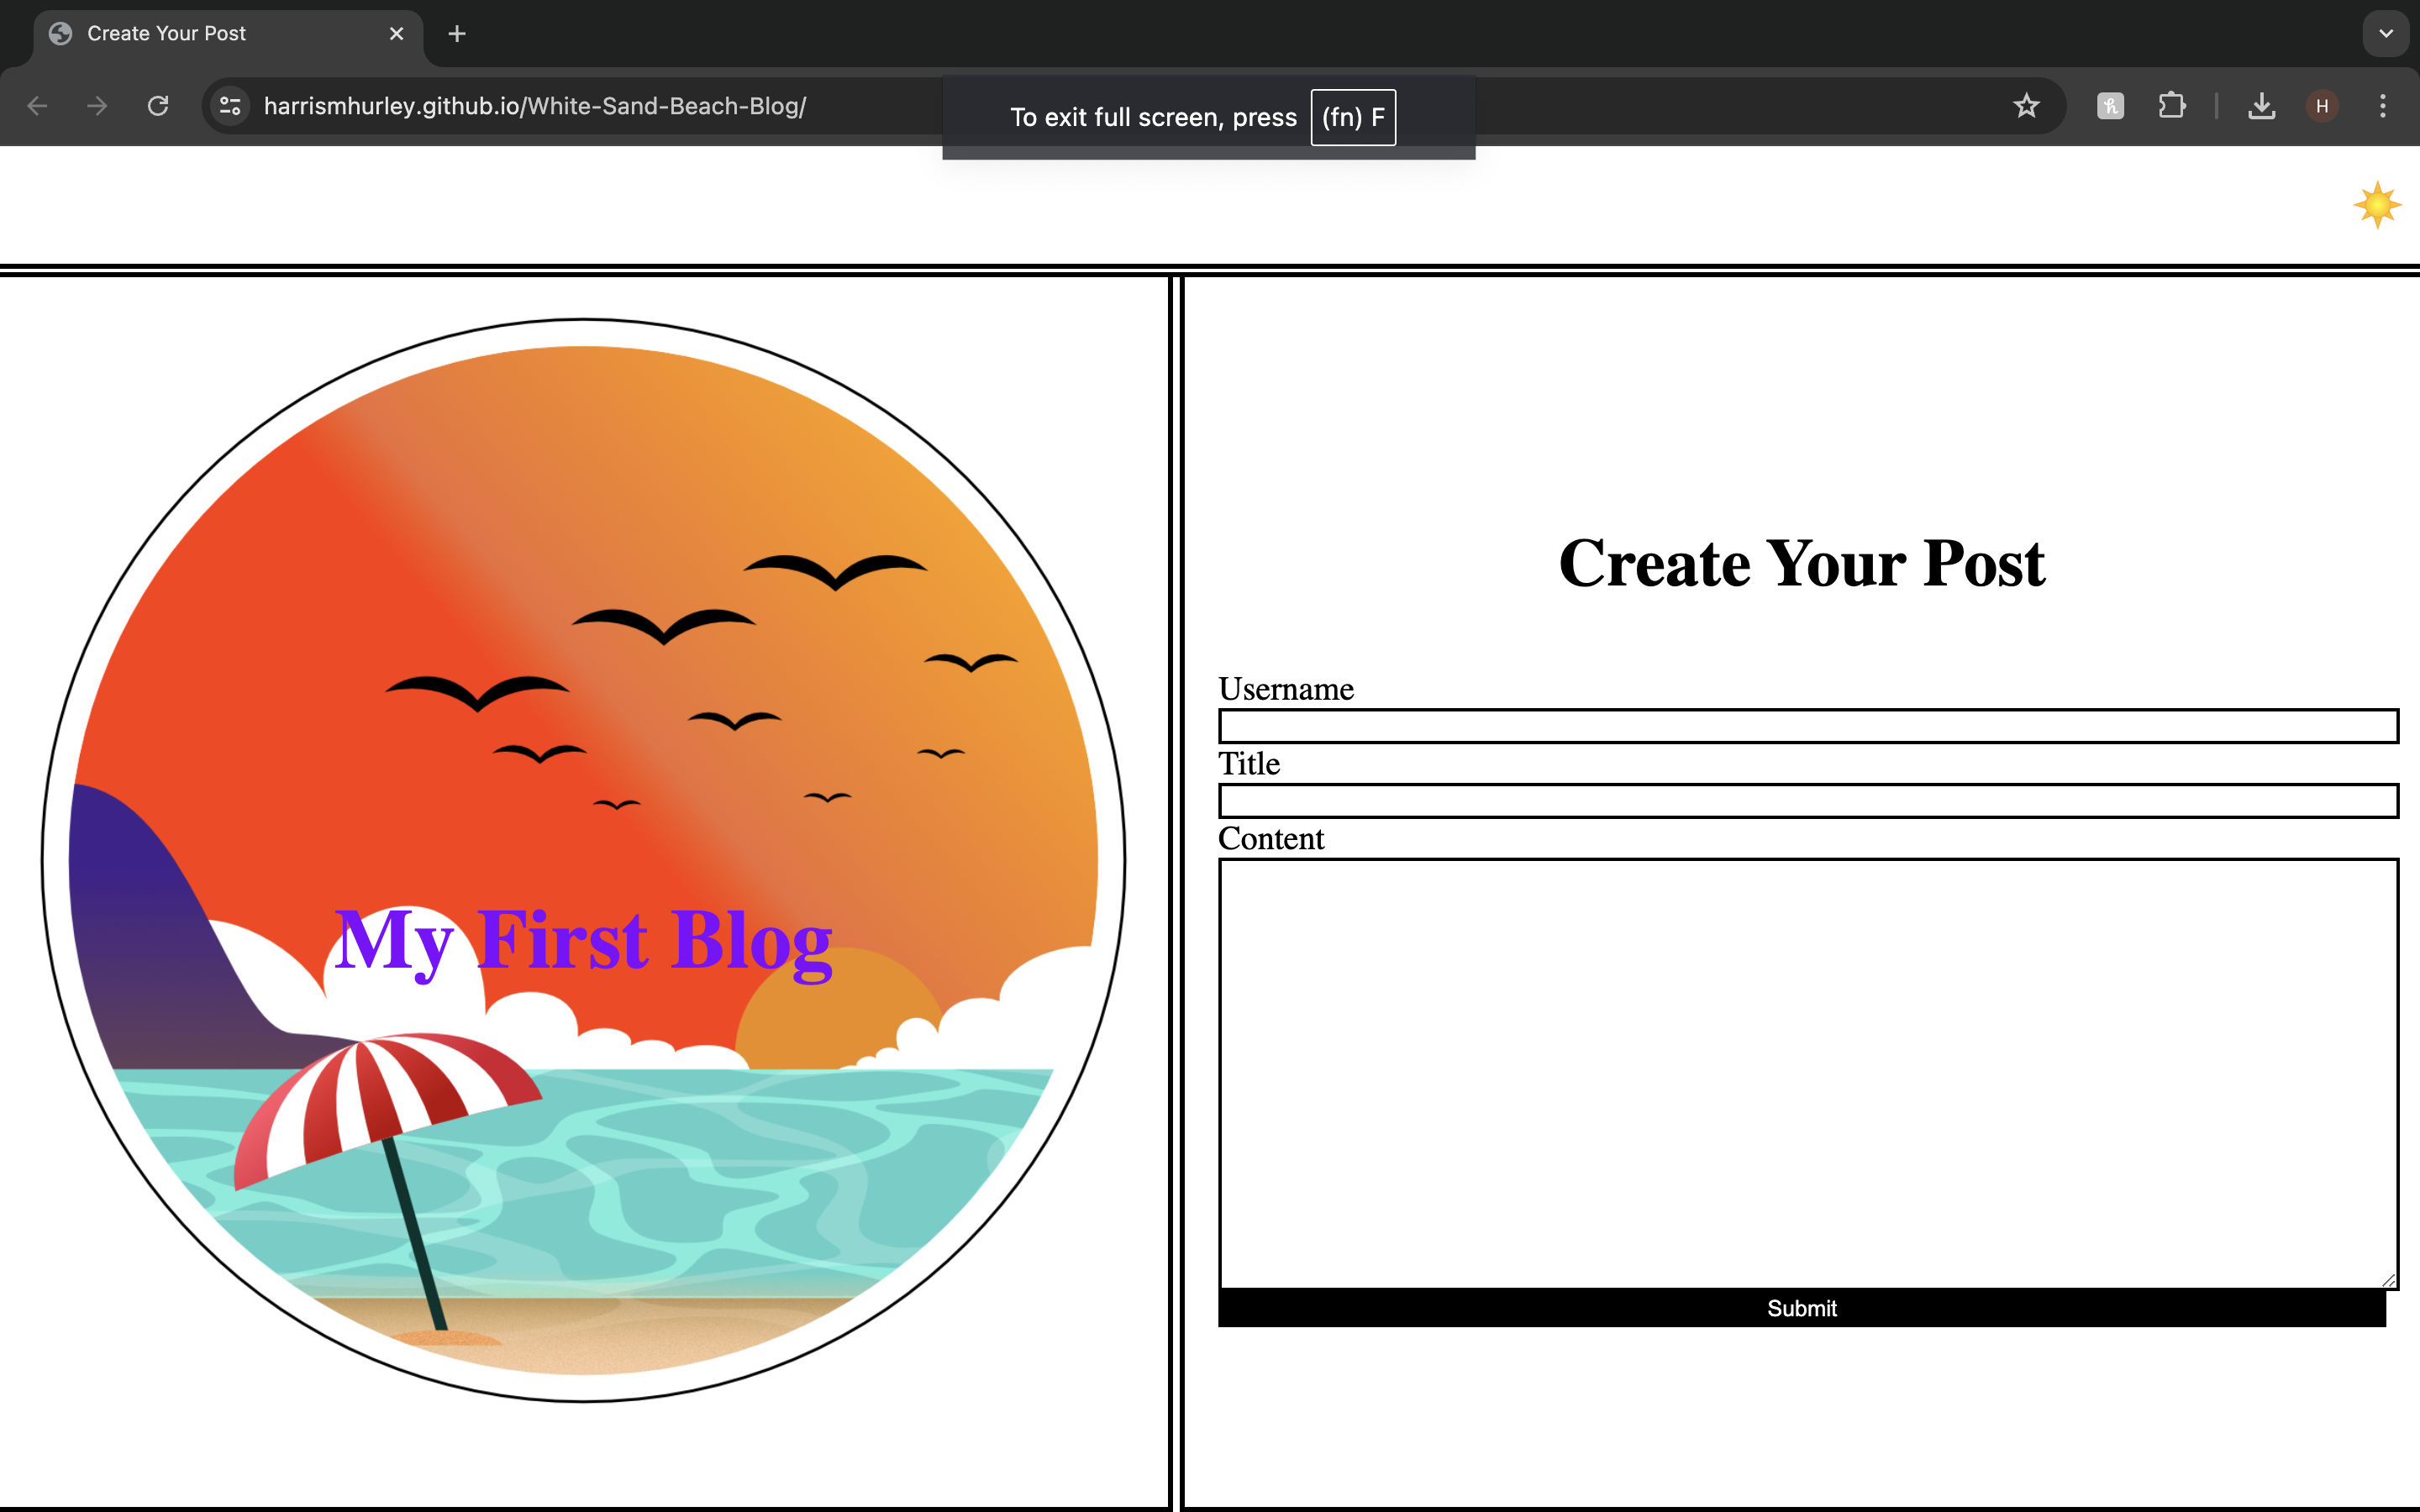 Create Your Post
harrismhurley.github.io/White-Sand-Beach-Blog/
To exit full screen, press (fn) F
H
My First Blog
Create Your Post
Username
Title
Content
Submit